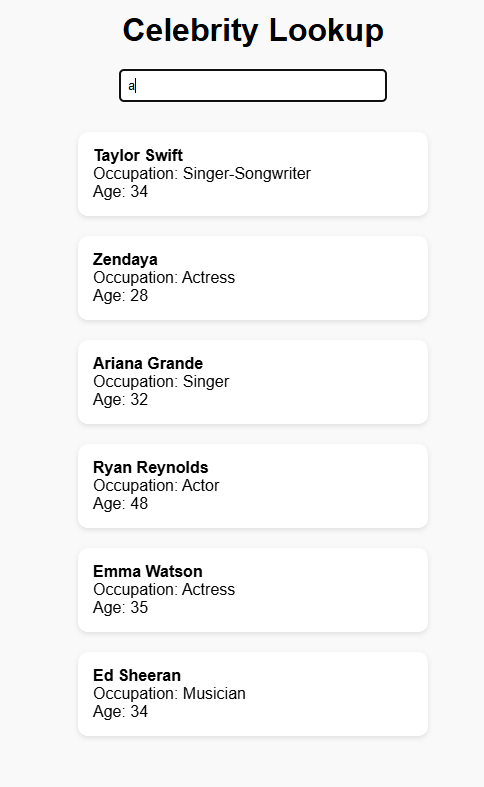 Celebrity Lookup
a
Taylor Swift
Occupation: Singer-Songwriter
Age: 34
Zendaya
Occupation: Actress
Age: 28
Ariana Grande
Occupation: Singer
Age: 32
Ryan Reynolds
Occupation: Actor
Age: 48
Emma Watson
Occupation: Actress
Age: 35
Ed Sheeran
Occupation: Musician
Age: 34